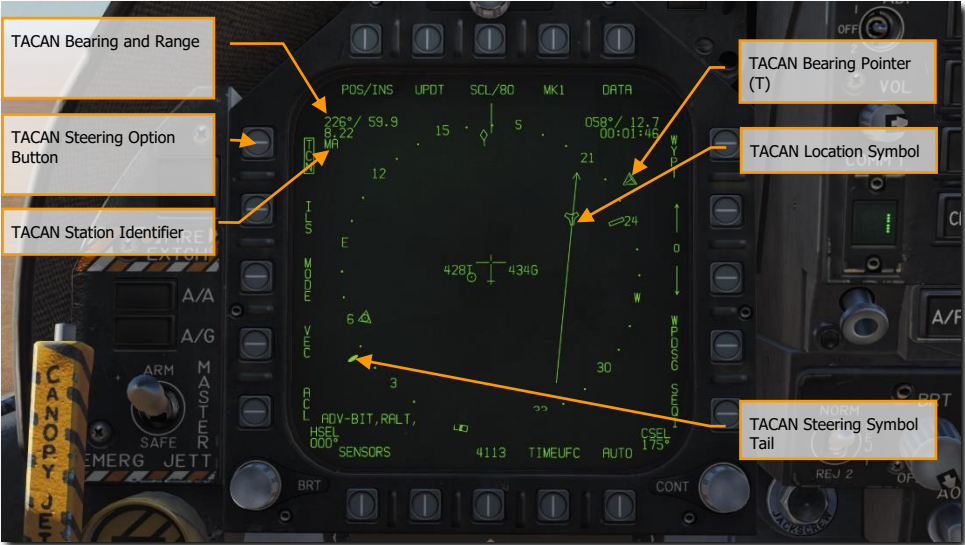 TACAN Bearing and Range
TACAN Steering Option
Button
TACAN Station Identifier
TACAN Bearing Pointer
(T)
TACAN Location Symbol
TACAN Steering Symbol
Tail
POS/INS UPDT SCL/80 MK1 DATA
226°/ 59.9
8.22
MA
058°/ 12.7
00:01:46
TCN
ILS
MODE
VEC
ACL
15
S
21
24
W
30
33
3
6
E
12
428T
434G
0
WPDSG
ADV-BIT,RALT,
HSEL
000°
CSEL
175°
SENSORS 4113 TIMEUFC AUTO
BRT
CONT
A/A
A/G
MASTER
ARM
SAFE
EMERG JETT
CANOPY JE
OFF
VOL
COMM 1
A/F
NORM
BRT
REJ 2
JACKSCREW